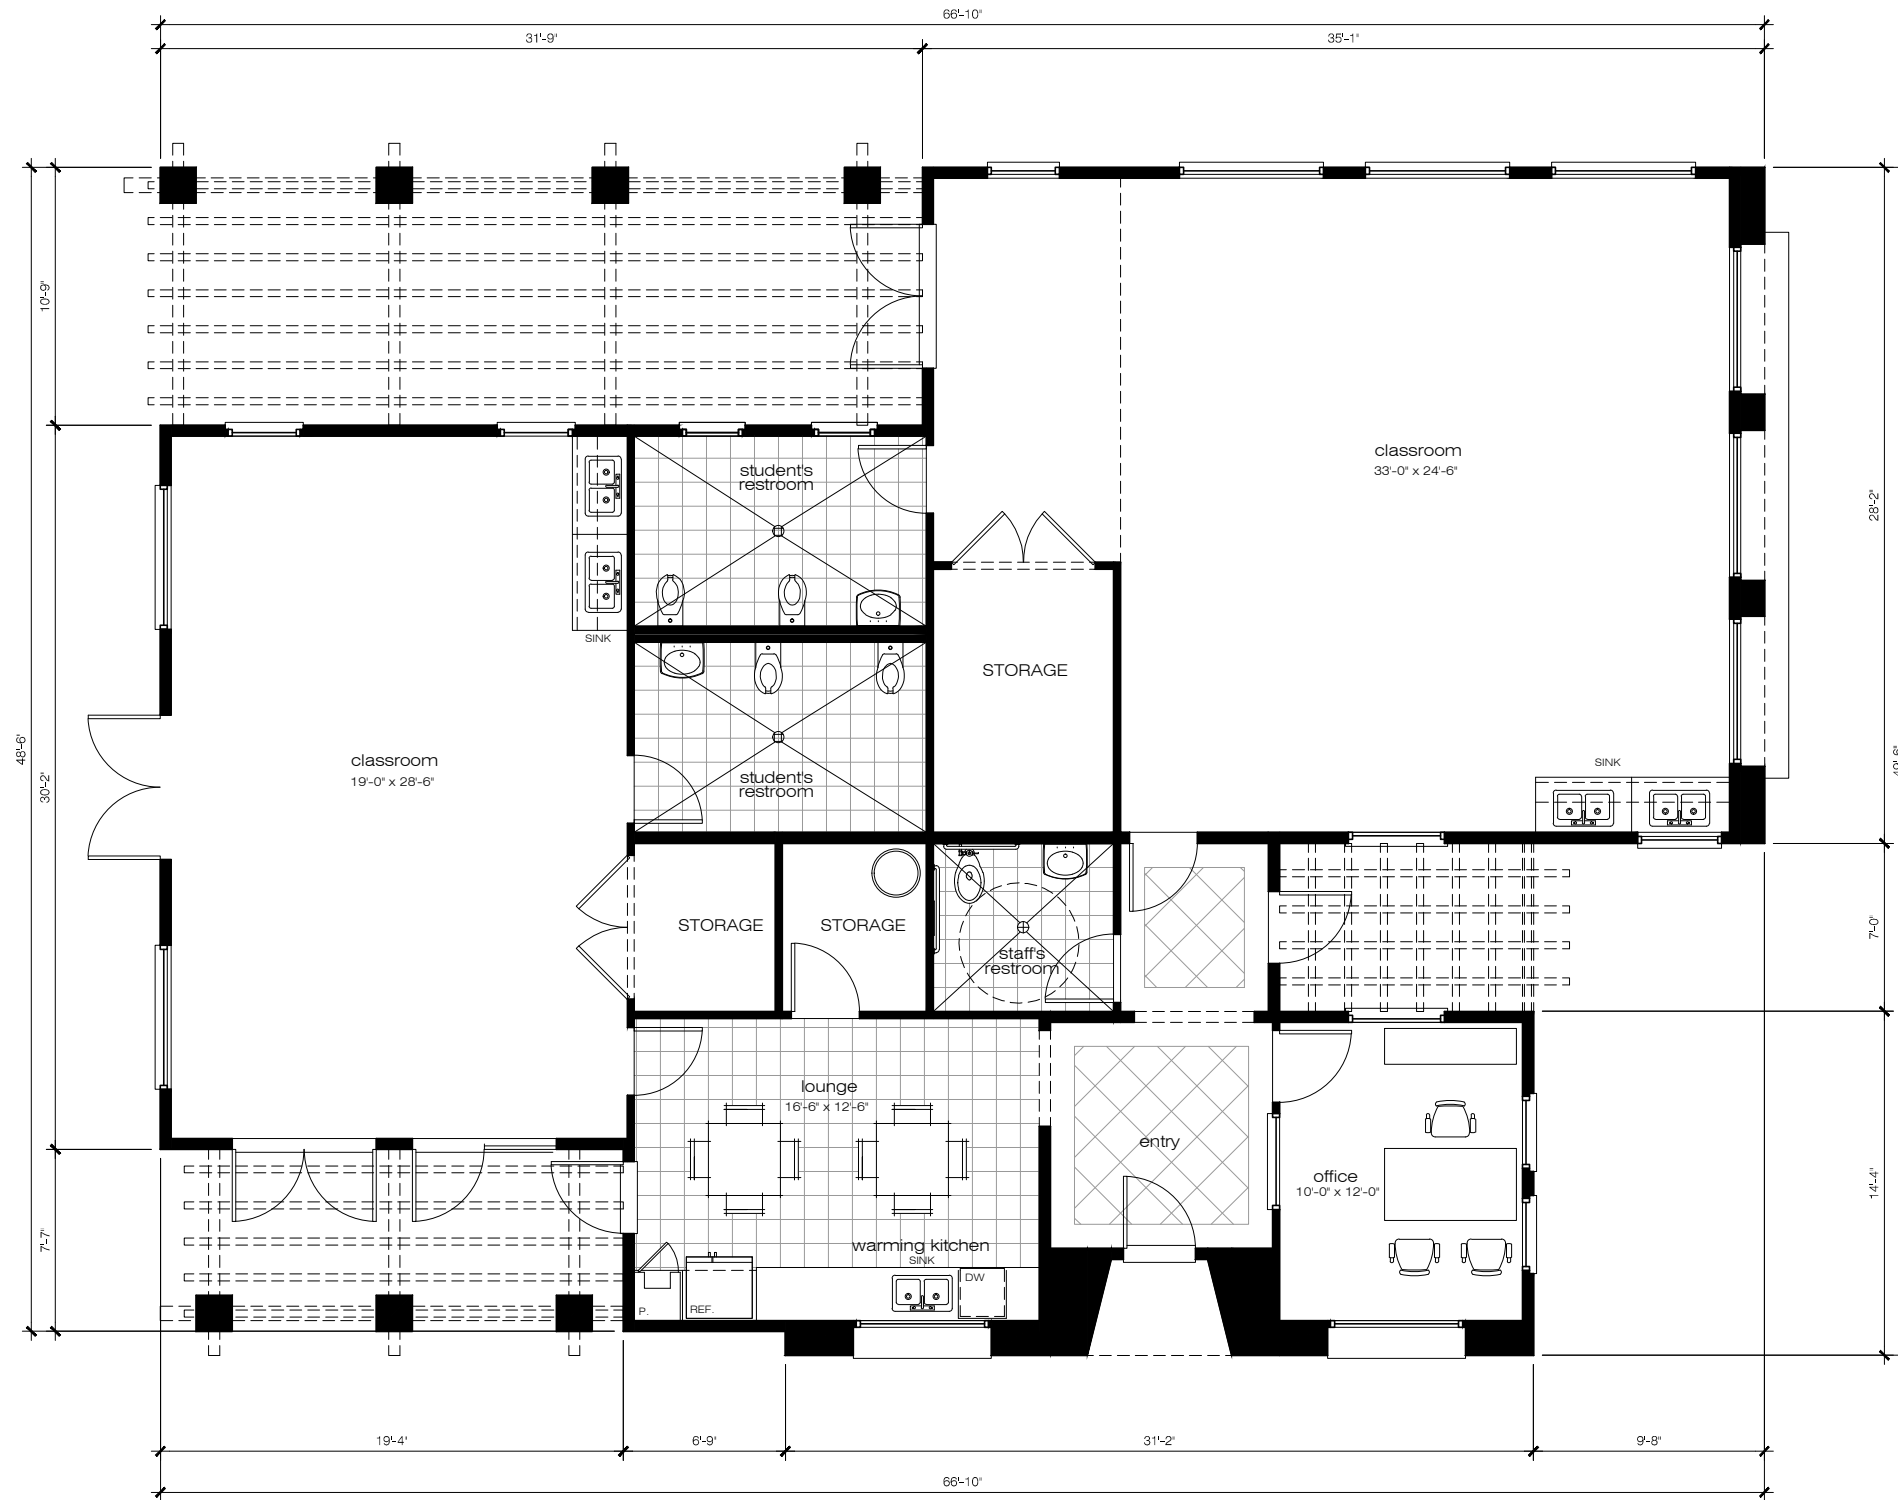 66'-10"
31'-9"
35'-1"
10'-9"
student's
restroom
classroom
33'-0" x 24'-6"
28'-2"
SINK
STORAGE
48'-6"
30'-2"
classroom
19'-0" x 28'-6"
student's
restroom
SINK
49'-6"
STORAGE
STORAGE
staff's
restroom
7'-0"
lounge
16'-6" x 12'-6"
entry
office
10'-0" x 12'-0"
14'-4"
7'-7"
warming kitchen
SINK
DW
P.
REF.
19'-4"
6'-9"
31'-2"
9'-8"
66'-10"